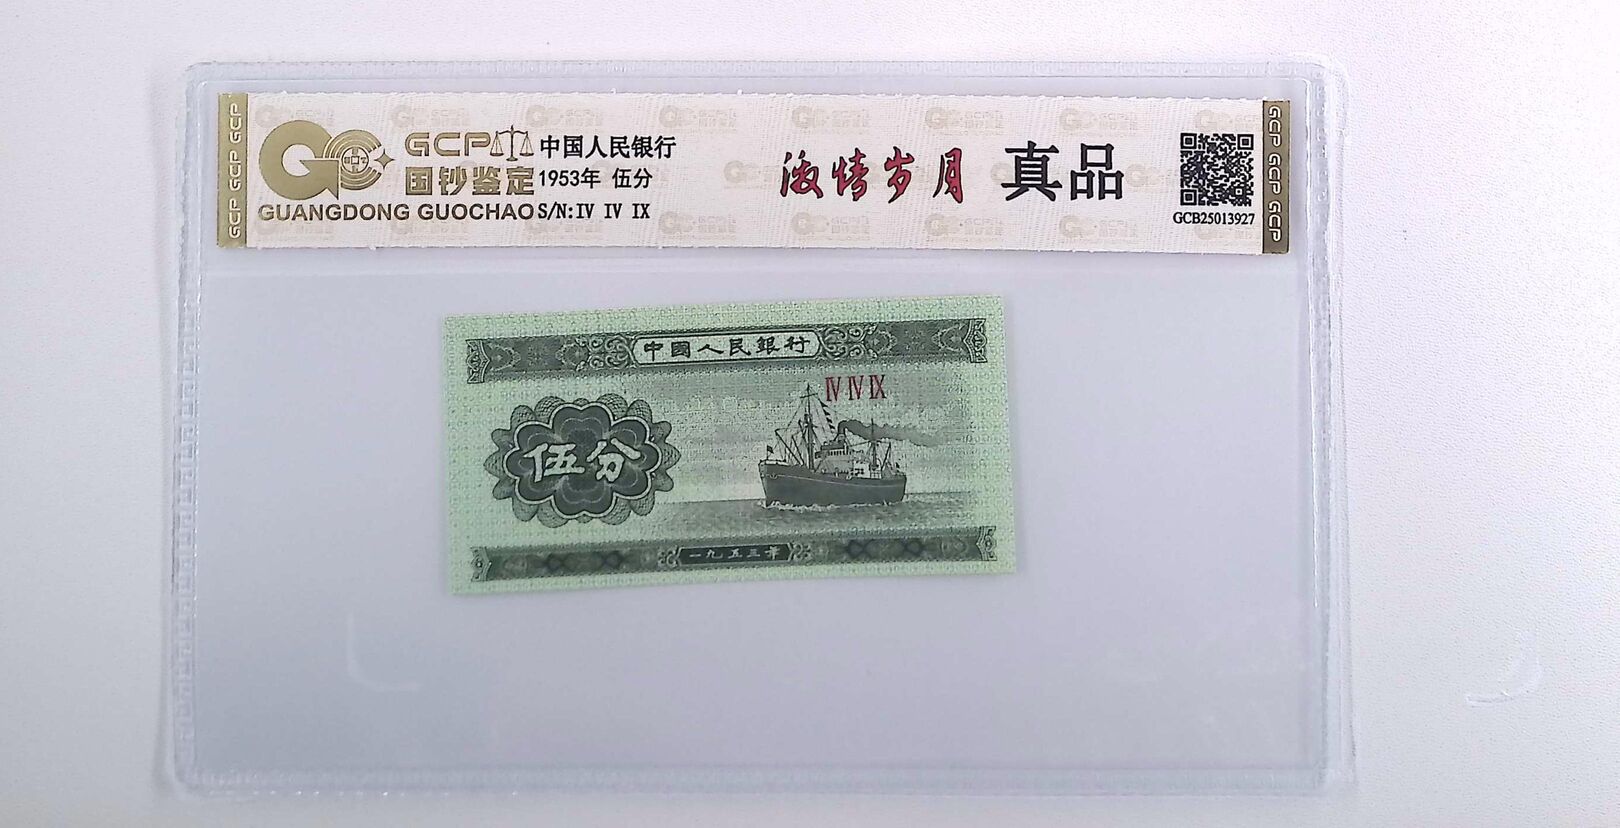 GCP GCP GCP
GCP
国钞鉴定
GUANGDONG GUOCHAO
中国人民银行
1953年 伍分
S/N:IV IV IX
激情岁月
真品
GCB25013927
GCP GCP GCP
中國人民銀行
IV IV IX
伍分
一九五三年